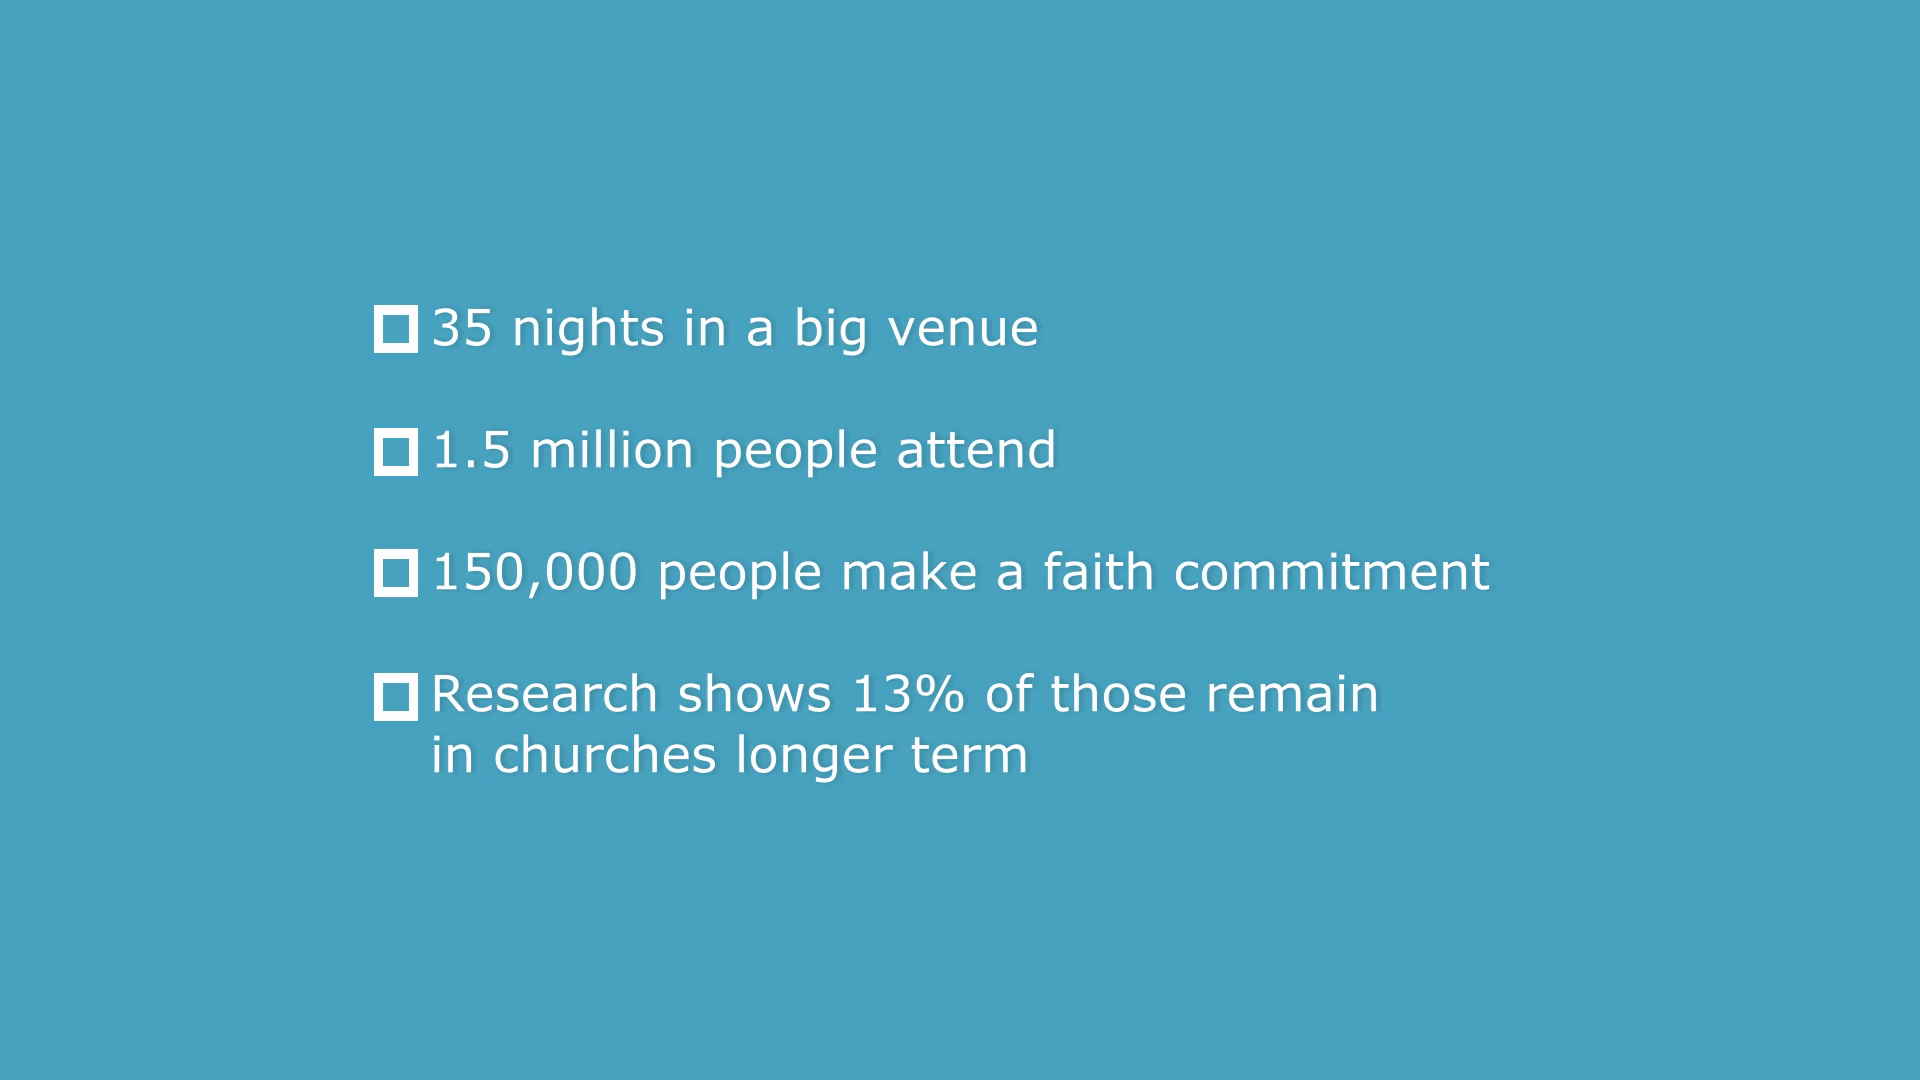 35 nights in a big venue
1.5 million people attend
150,000 people make a faith commitment
Research shows 13% of those remain
in churches longer term